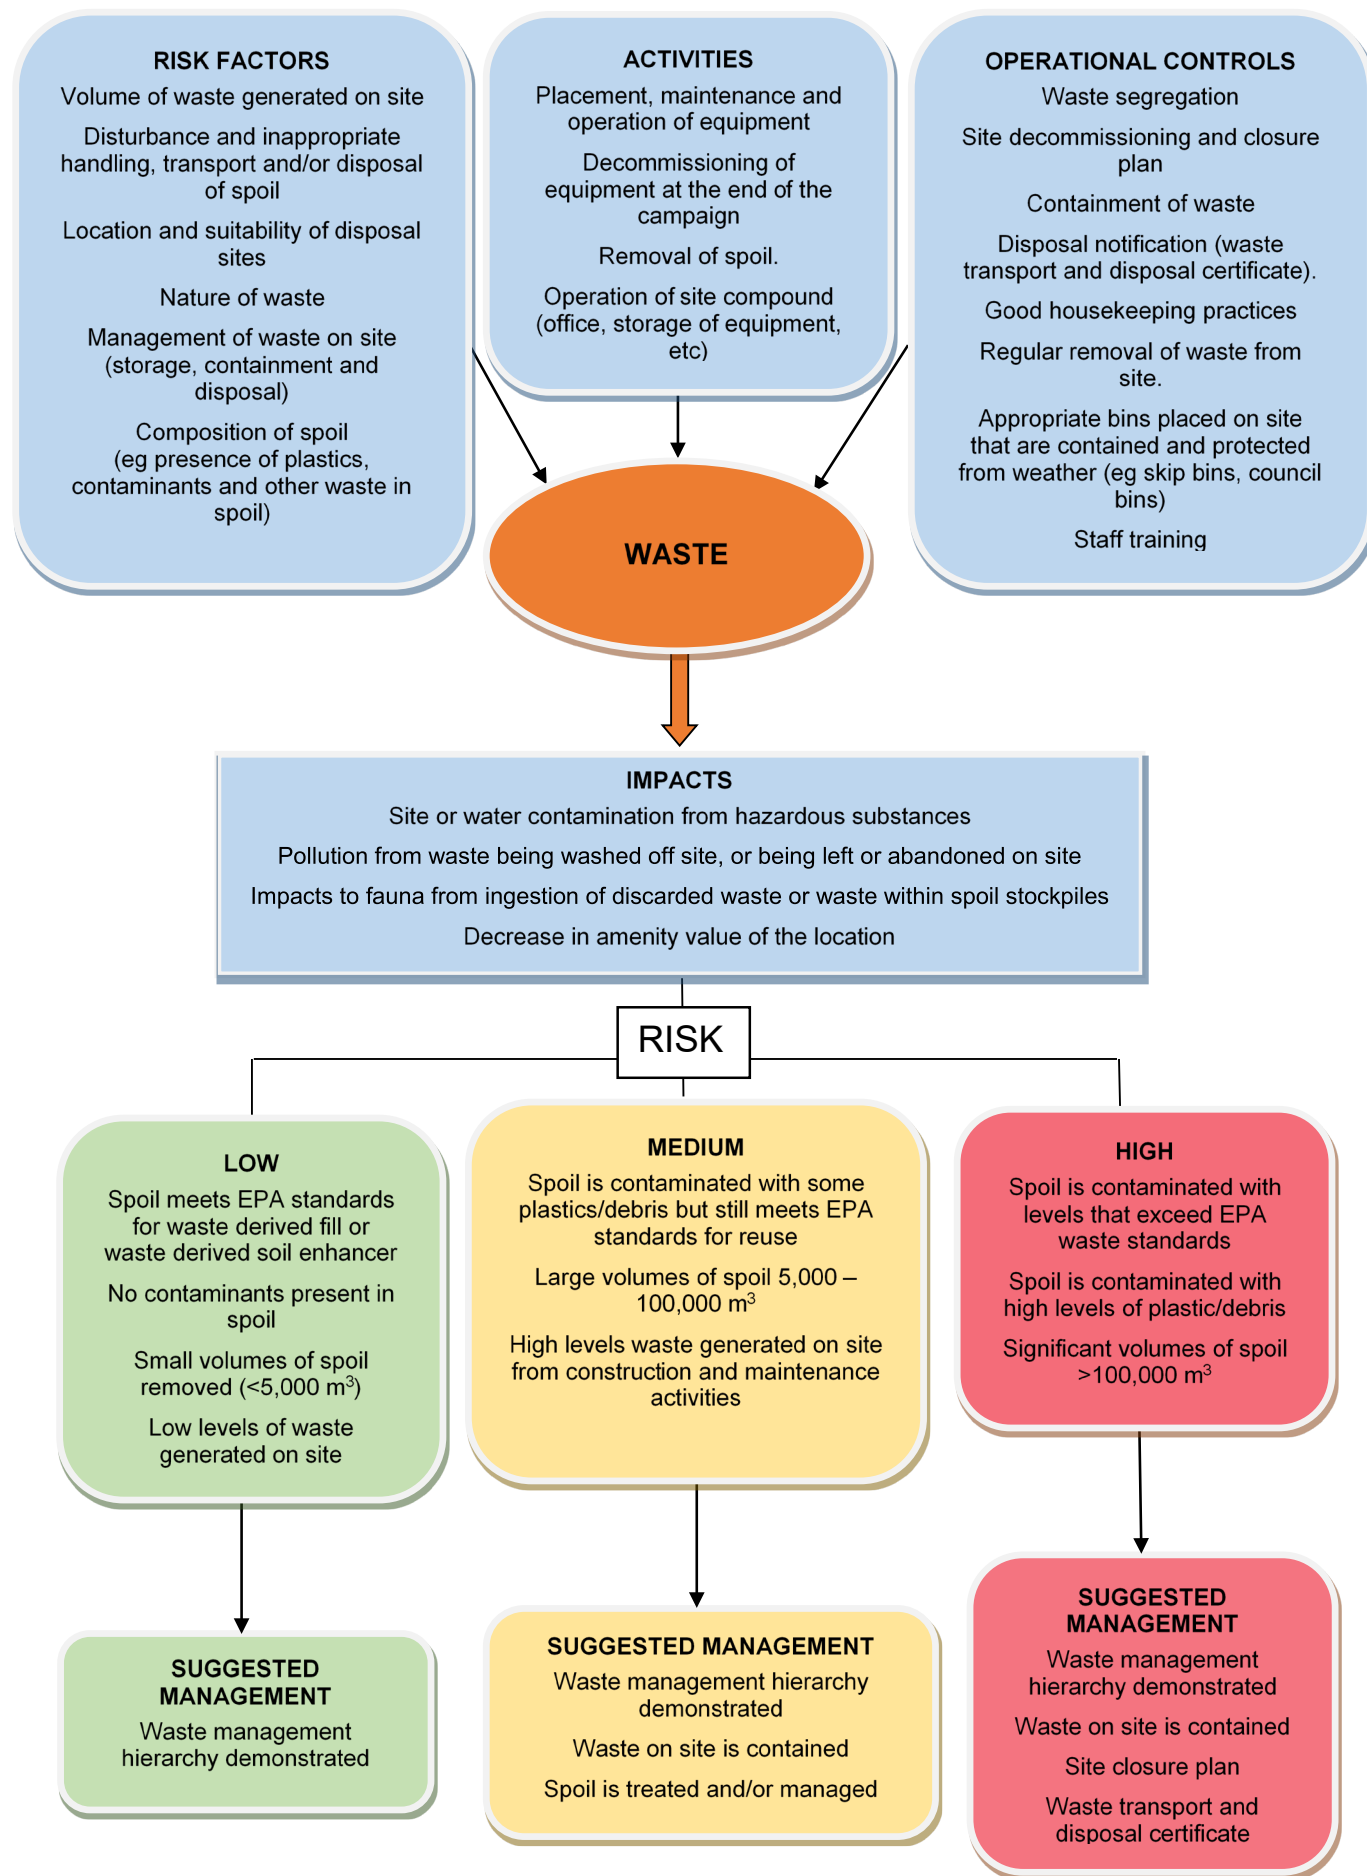 RISK FACTORS
Volume of waste generated on site
Disturbance and inappropriate
handling, transport and/or disposal
of spoil
Location and suitability of disposal
sites
Nature of waste
Management of waste on site
(storage, containment and
disposal)
Composition of spoil
(eg presence of plastics,
contaminants and other waste in
spoil)
ACTIVITIES
Placement, maintenance and
operation of equipment
Decommissioning of
equipment at the end of the
campaign
Removal of spoil.
Operation of site compound
(office, storage of equipment,
etc)
OPERATIONAL CONTROLS
Waste segregation
Site decommissioning and closure
plan
Containment of waste
Disposal notification (waste
transport and disposal certificate).
Good housekeeping practices
Regular removal of waste from
site.
Appropriate bins placed on site
that are contained and protected
from weather (eg skip bins, council
bins)
Staff training
WASTE
IMPACTS
Site or water contamination from hazardous substances
Pollution from waste being washed off site, or being left or abandoned on site
Impacts to fauna from ingestion of discarded waste or waste within spoil stockpiles
Decrease in amenity value of the location
RISK
LOW
Spoil meets EPA standards
for waste derived fill or
waste derived soil enhancer
No contaminants present in
spoil
Small volumes of spoil
removed (<5,000 m³)
Low levels of waste
generated on site
MEDIUM
Spoil is contaminated with some
plastics/debris but still meets EPA
standards for reuse
Large volumes of spoil 5,000 –
100,000 m³
High levels waste generated on site
from construction and maintenance
activities
HIGH
Spoil is contaminated with
levels that exceed EPA
waste standards
Spoil is contaminated with
high levels of plastic/debris
Significant volumes of spoil
>100,000 m³
SUGGESTED
MANAGEMENT
Waste management
hierarchy demonstrated
SUGGESTED MANAGEMENT
Waste management hierarchy
demonstrated
Waste on site is contained
Spoil is treated and/or managed
SUGGESTED
MANAGEMENT
Waste management
hierarchy demonstrated
Waste on site is contained
Site closure plan
Waste transport and
disposal certificate